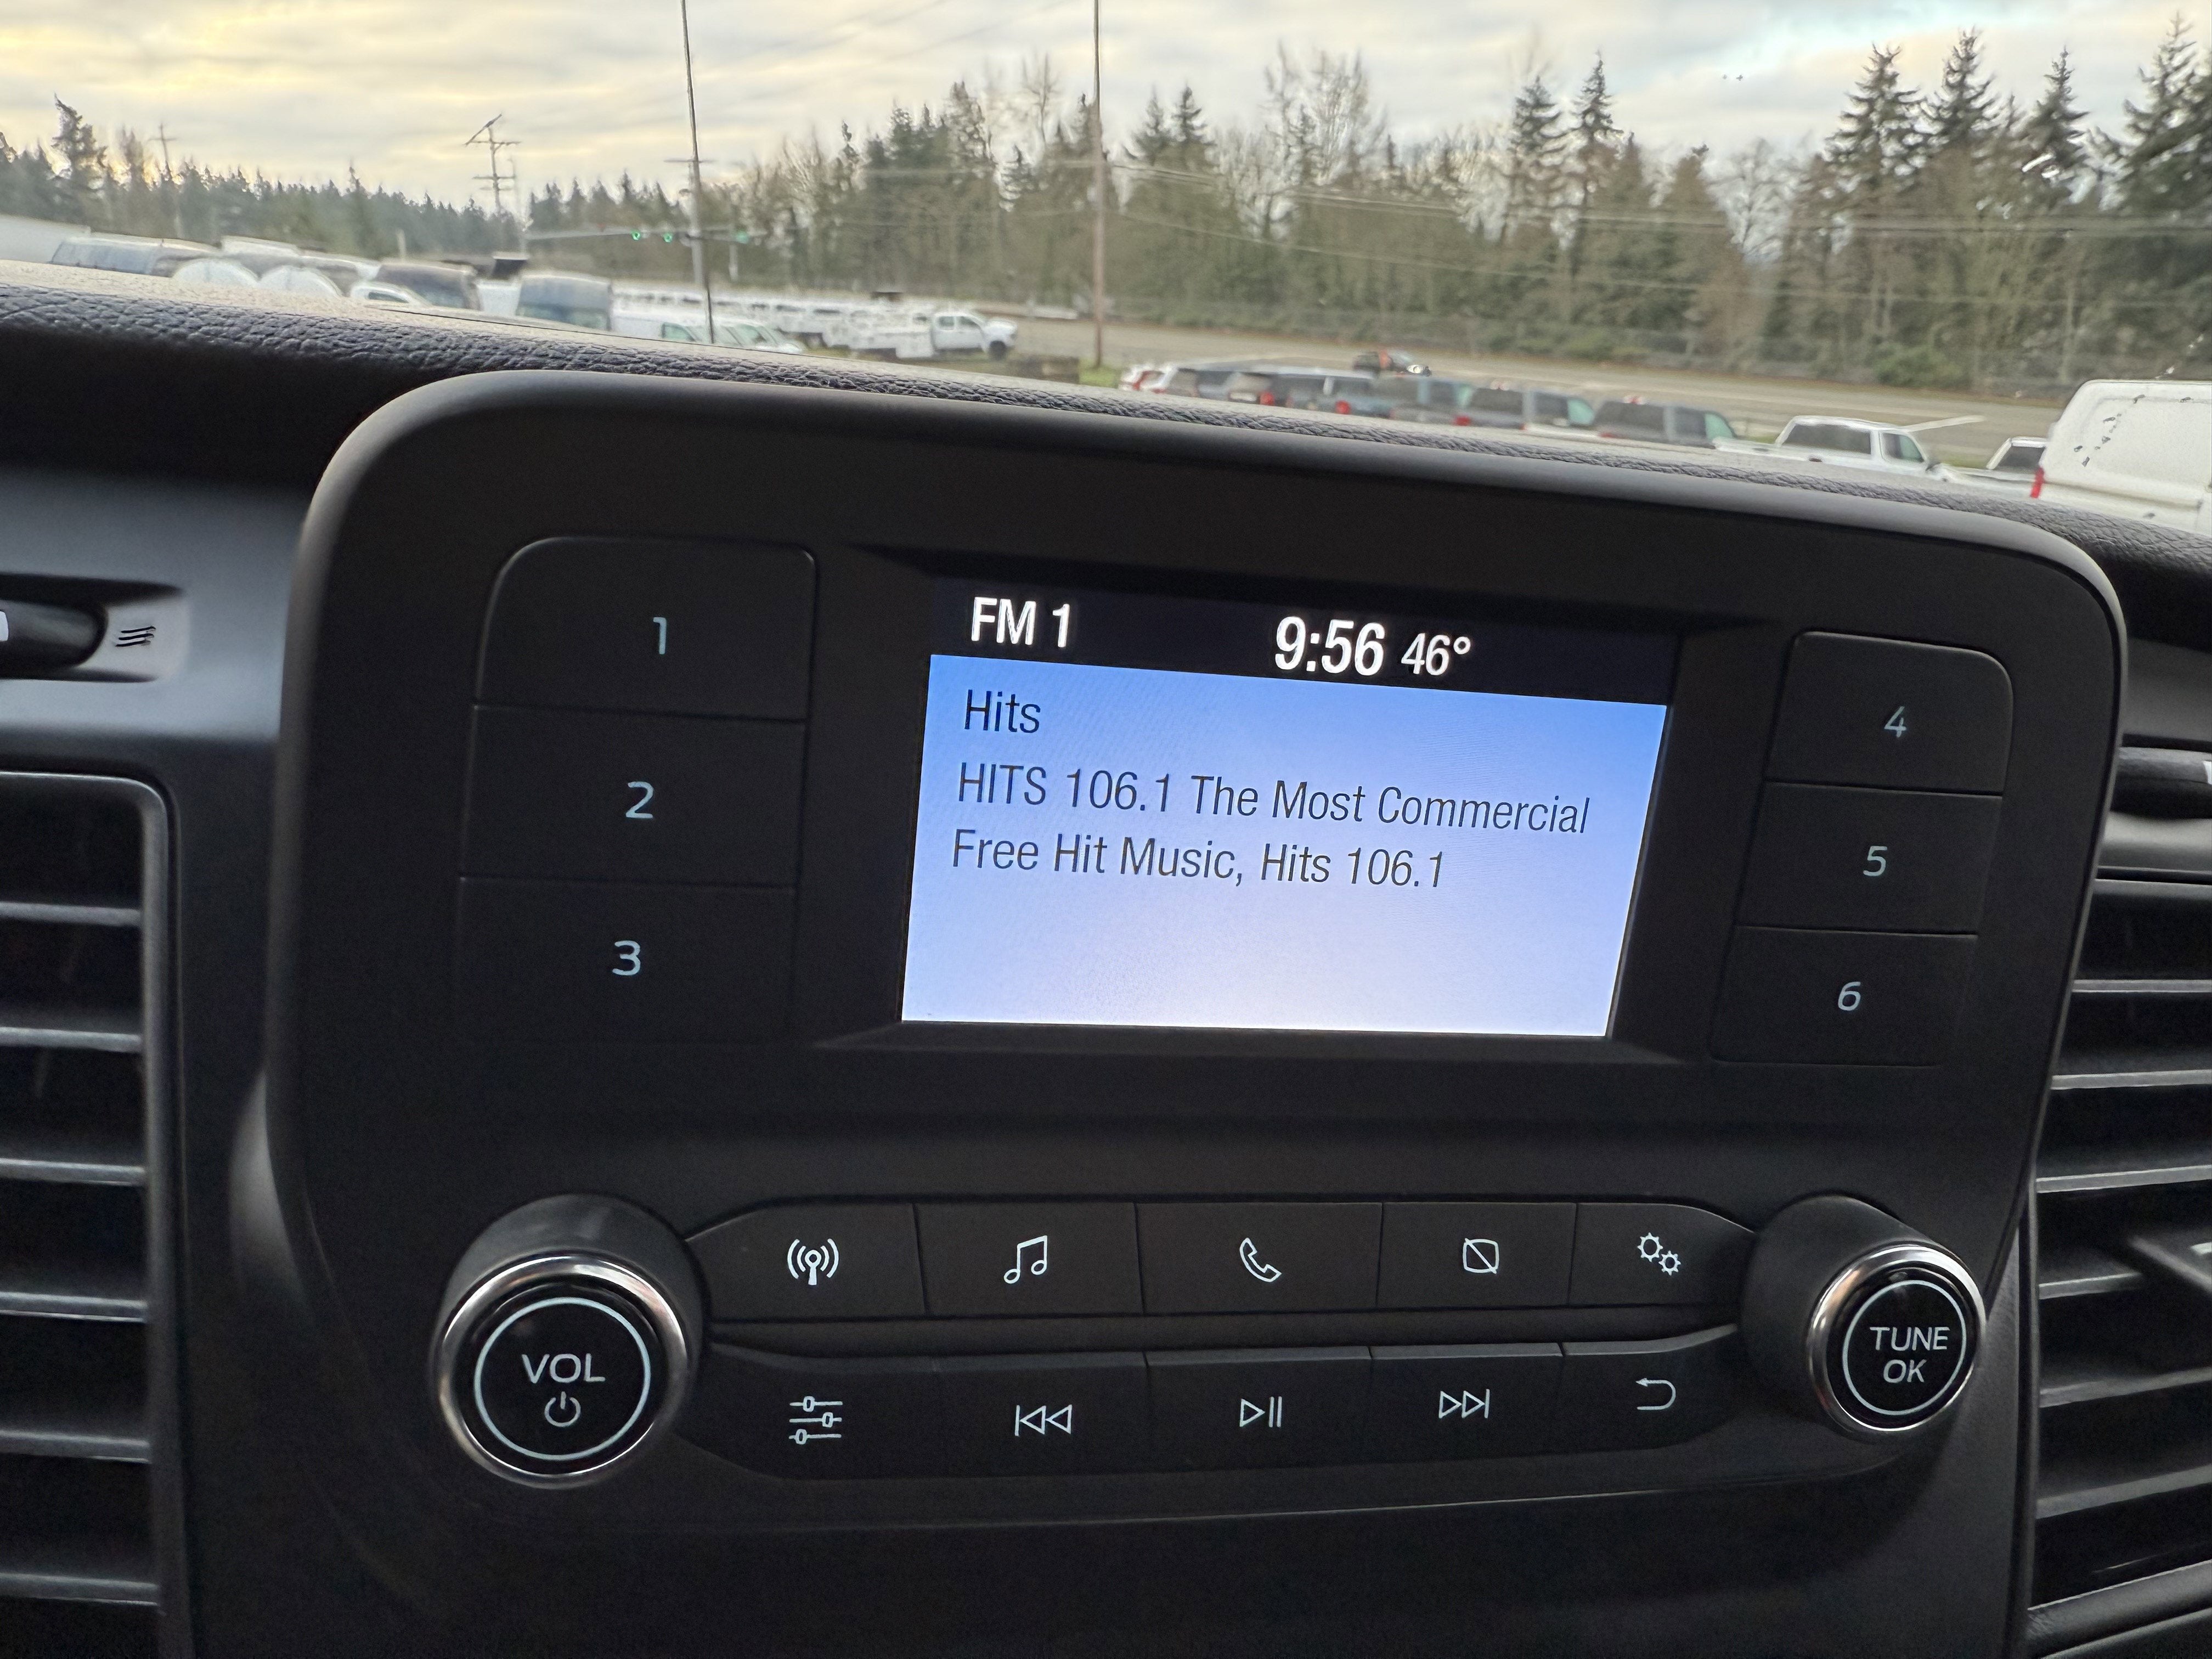 FM 1 9:56 46°
Hits
HITS 106.1 The Most Commercial
Free Hit Music, Hits 106.1
1
2
3
4
5
6
VOL
TUNE
OK